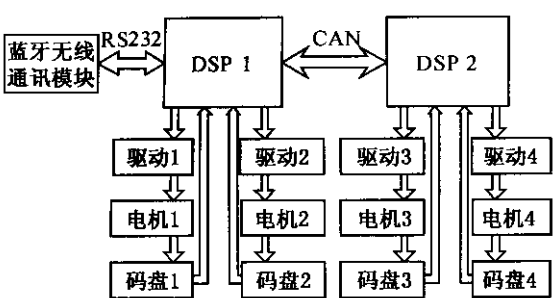 蓝牙无线
通讯模块
RS232
DSP 1
CAN
DSP 2
驱动1
驱动2
驱动3
驱动4
电机1
电机2
电机3
电机4
码盘1
码盘2
码盘3
码盘4